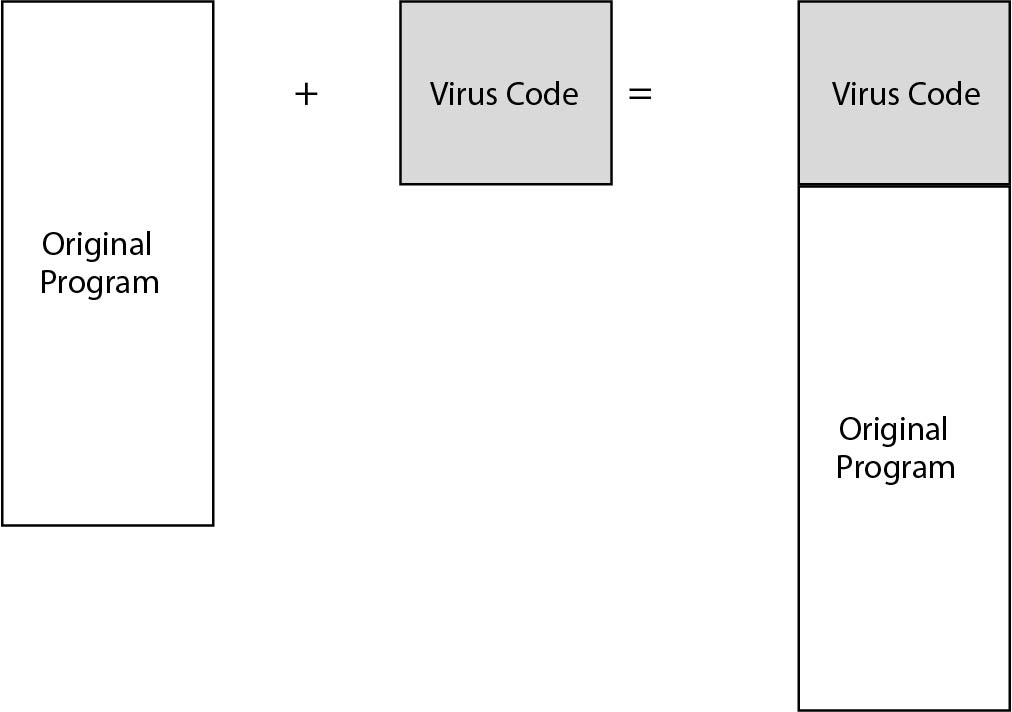 Original
Program
+
Virus Code
=
Virus Code
Original
Program